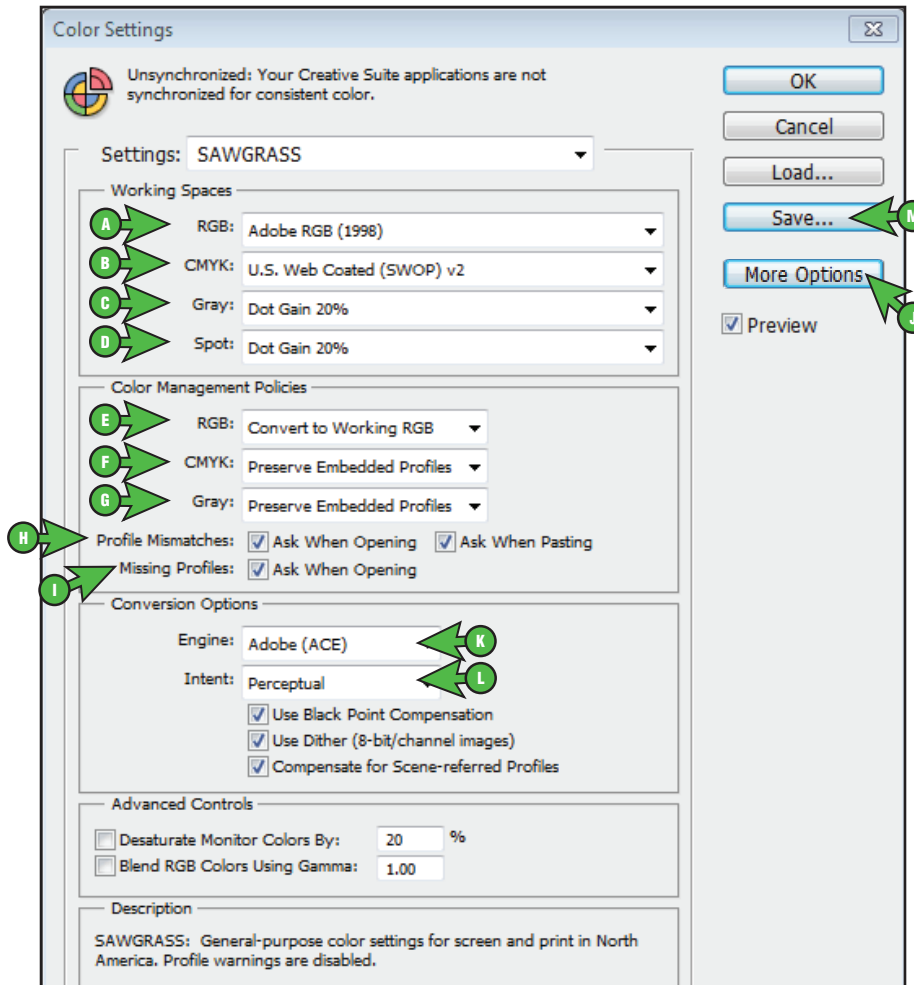 Color Settings
Unsynchronized: Your Creative Suite applications are not
synchronized for consistent color.
OK
Cancel
Load...
Save...
M
More Options
J
Preview
Settings: SAWGRASS
Working Spaces
A RGB: Adobe RGB (1998)
B CMYK: U.S. Web Coated (SWOP) v2
C Gray: Dot Gain 20%
D Spot: Dot Gain 20%
Color Management Policies
E RGB: Convert to Working RGB
F CMYK: Preserve Embedded Profiles
G Gray: Preserve Embedded Profiles
H Profile Mismatches: Ask When Opening Ask When Pasting
I Missing Profiles: Ask When Opening
Conversion Options
Engine: Adobe (ACE) K
Intent: Perceptual L
Use Black Point Compensation
Use Dither (8-bit/channel images)
Compensate for Scene-referred Profiles
Advanced Controls
Desaturate Monitor Colors By: 20 %
Blend RGB Colors Using Gamma: 1.00
Description
SAWGRASS: General-purpose color settings for screen and print in North
America. Profile warnings are disabled.